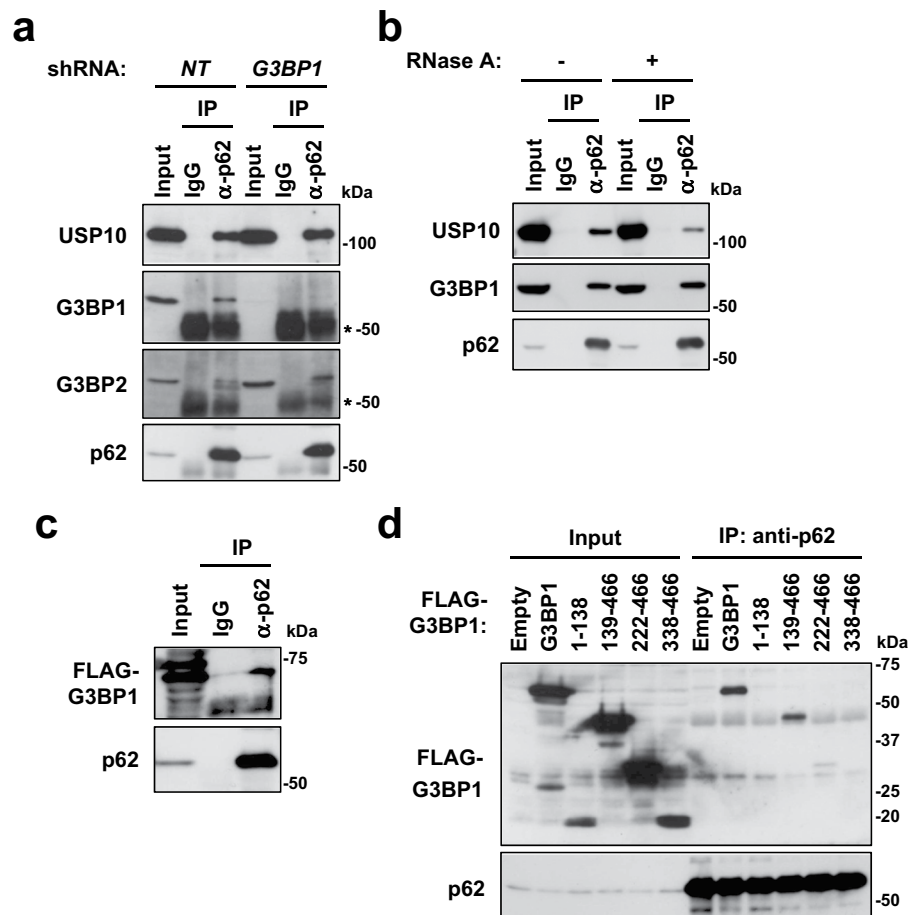 a
shRNA: NT G3BP1
IP IP
Input IgG α-p62 Input IgG α-p62
kDa
USP10 -100
G3BP1 * -50
G3BP2 * -50
p62 -50
b
RNase A: - +
IP IP
Input IgG α-p62 Input IgG α-p62
kDa
USP10 -100
G3BP1 -50
p62 -50
c
IP
Input IgG α-p62
kDa
-75
FLAG-
G3BP1
p62
-50
d
Input IP: anti-p62
FLAG-
G3BP1:
Empty G3BP1 1-138 139-466 222-466 338-466 Empty G3BP1 1-138 139-466 222-466 338-466
kDa
-75
-50
-37
FLAG-
G3BP1
-25
-20
p62
-50